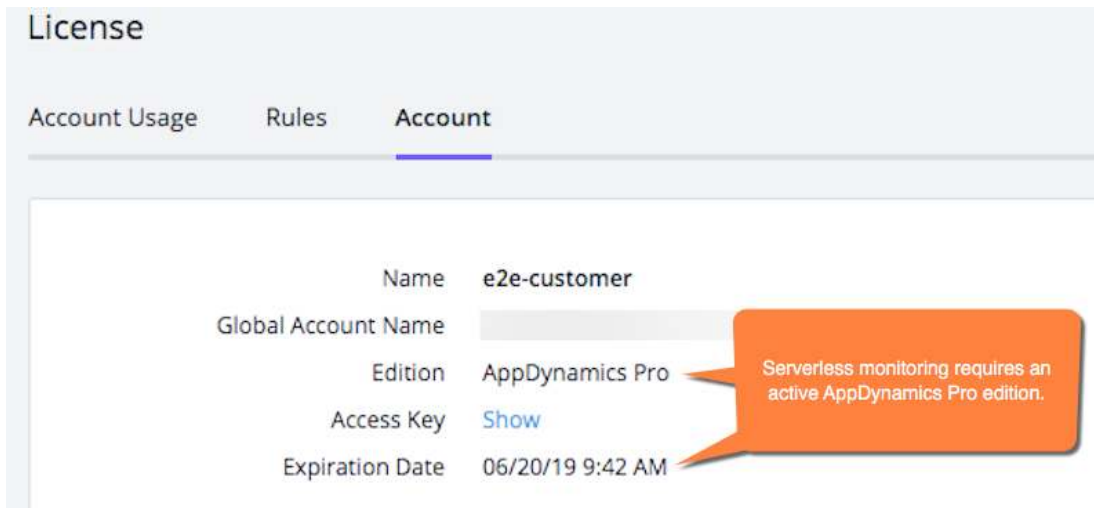 License
Account Usage Rules Account
Name e2e-customer
Global Account Name
Edition AppDynamics Pro
Serverless monitoring requires an
active AppDynamics Pro edition.
Access Key Show
Expiration Date 06/20/19 9:42 AM